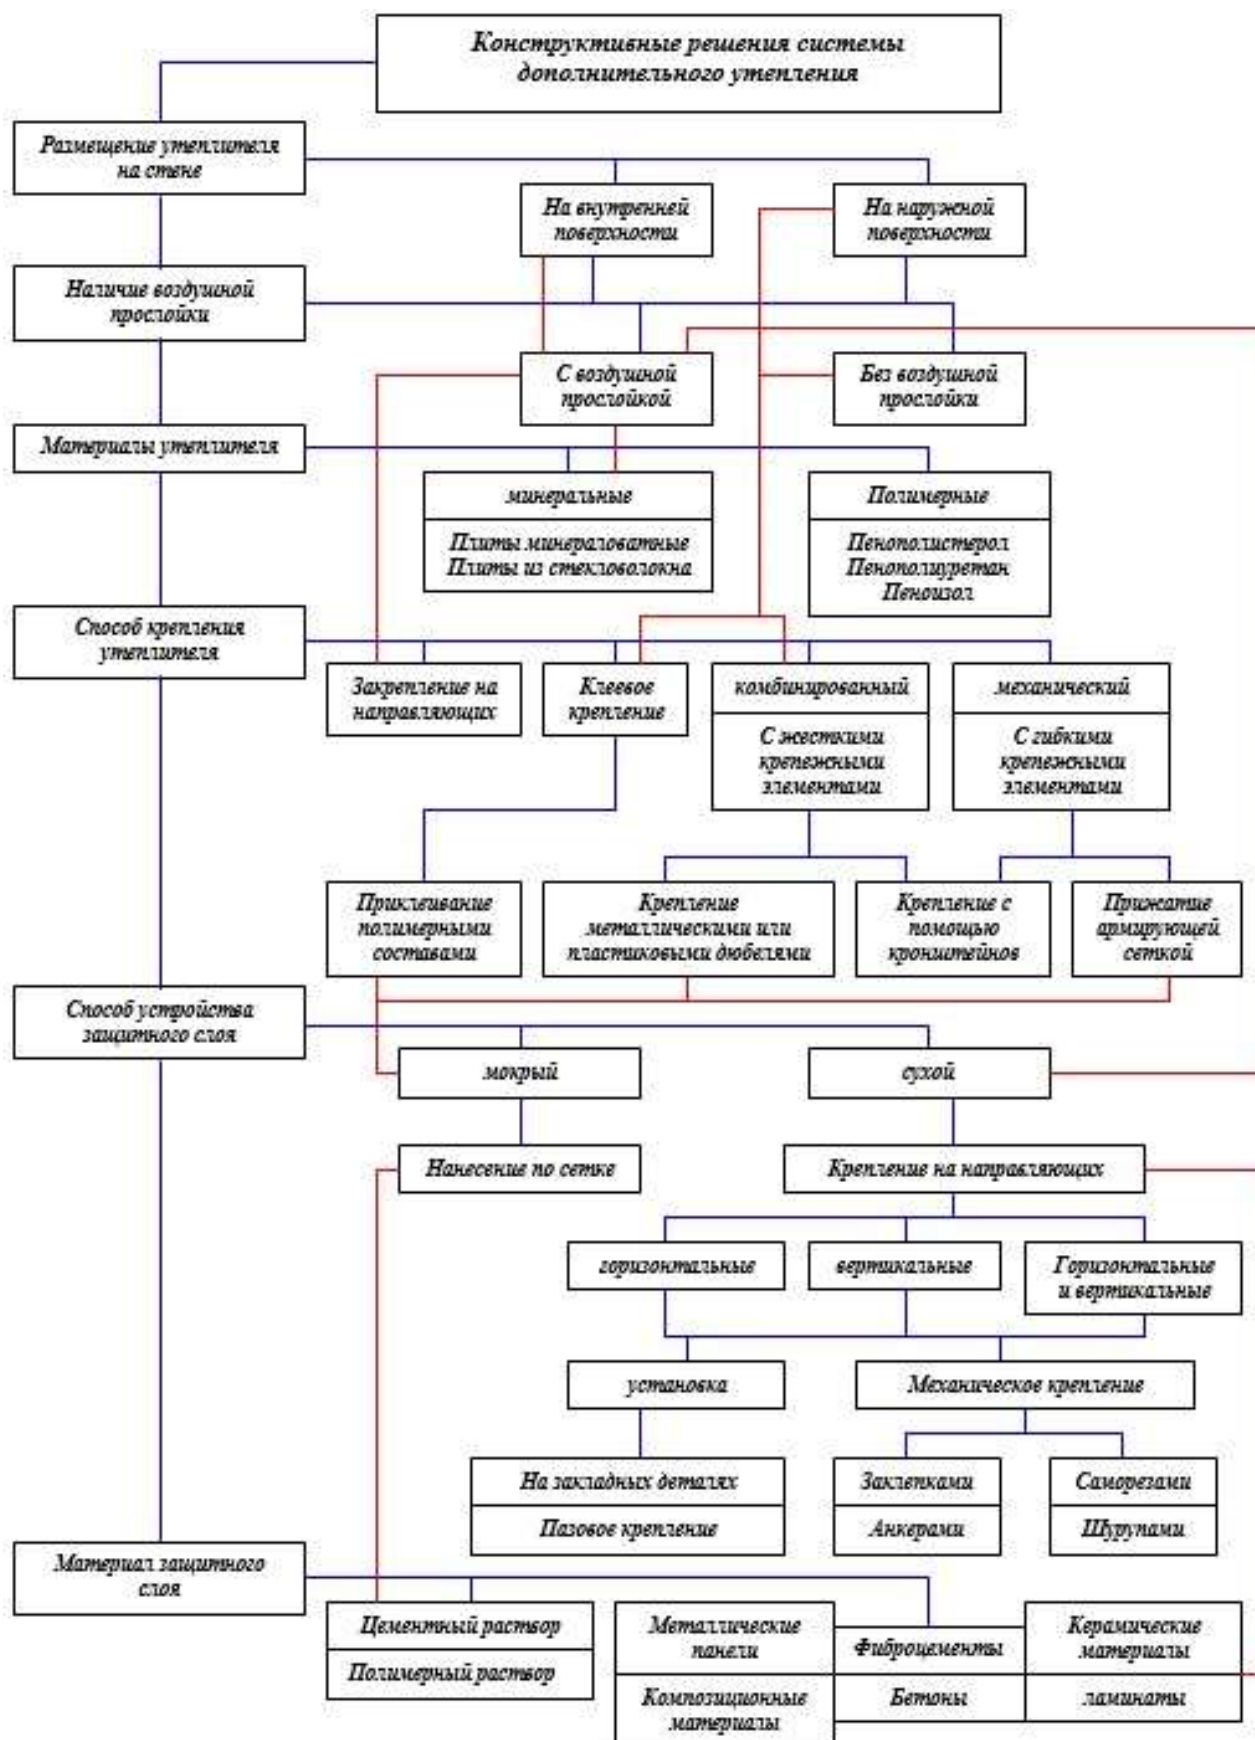 Конструктивные решения системы
дополнительного утепления
Размещение утеплителя
на стене
На внутренней
поверхности
На наружной
поверхности
Наличие воздушной
прослойки
С воздушной
прослойкой
Без воздушной
прослойки
Материалы утеплителя
минеральные
Плиты минераловатные
Плиты из стекловолокна
Полимерные
Пенополистерол
Пенополиуретан
Пеноизол
Способ крепления
утеплителя
Закрепление на
направляющих
Клеевое
крепление
комбинированный
С жесткими
крепежными
элементами
механический
С гибкими
крепежными
элементами
Приклеивание
полимерными
составами
Крепление
металлическими или
пластиковыми дюбелями
Крепление с
помощью
кронштейнов
Прижатие
армирующей
сеткой
Способ устройства
защитного слоя
мокрый
сухой
Нанесение по сетке
Крепление на направляющих
горизонтальные
вертикальные
Горизонтальные
и вертикальные
установка
Механическое крепление
На закладных деталях
Пазовое крепление
Заклепками
Анкерами
Саморезами
Шурупами
Материал защитного
слоя
Цементный раствор
Полимерный раствор
Металлические
панели
Композиционные
материалы
Фиброцементы
Бетоны
Керамические
материалы
ламинаты